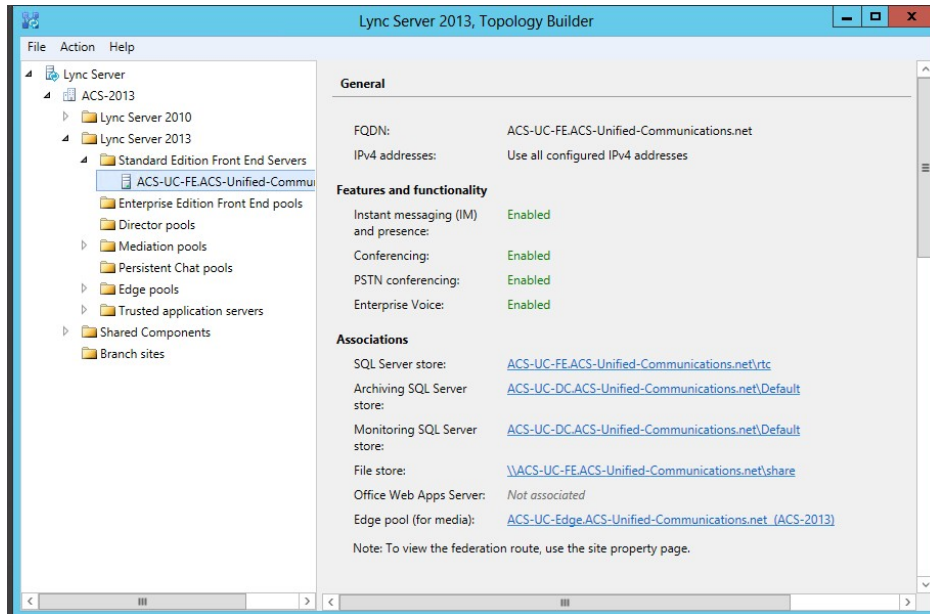 Lync Server 2013, Topology Builder
File Action Help
Lync Server
ACS-2013
Lync Server 2010
Lync Server 2013
Standard Edition Front End Servers
ACS-UC-FE.ACS-Unified-Commu
Enterprise Edition Front End pools
Director pools
Mediation pools
Persistent Chat pools
Edge pools
Trusted application servers
Shared Components
Branch sites
General
FQDN: ACS-UC-FE.ACS-Unified-Communications.net
IPv4 addresses: Use all configured IPv4 addresses
Features and functionality
Instant messaging (IM) Enabled
and presence:
Conferencing: Enabled
PSTN conferencing: Enabled
Enterprise Voice: Enabled
Associations
SQL Server store: ACS-UC-FE.ACS-Unified-Communications.net\rtc
Archiving SQL Server ACS-UC-DC.ACS-Unified-Communications.net\Default
store:
Monitoring SQL Server ACS-UC-DC.ACS-Unified-Communications.net\Default
store:
File store: \\ACS-UC-FE.ACS-Unified-Communications.net\share
Office Web Apps Server: Not associated
Edge pool (for media): ACS-UC-Edge.ACS-Unified-Communications.net (ACS-2013)
Note: To view the federation route, use the site property page.